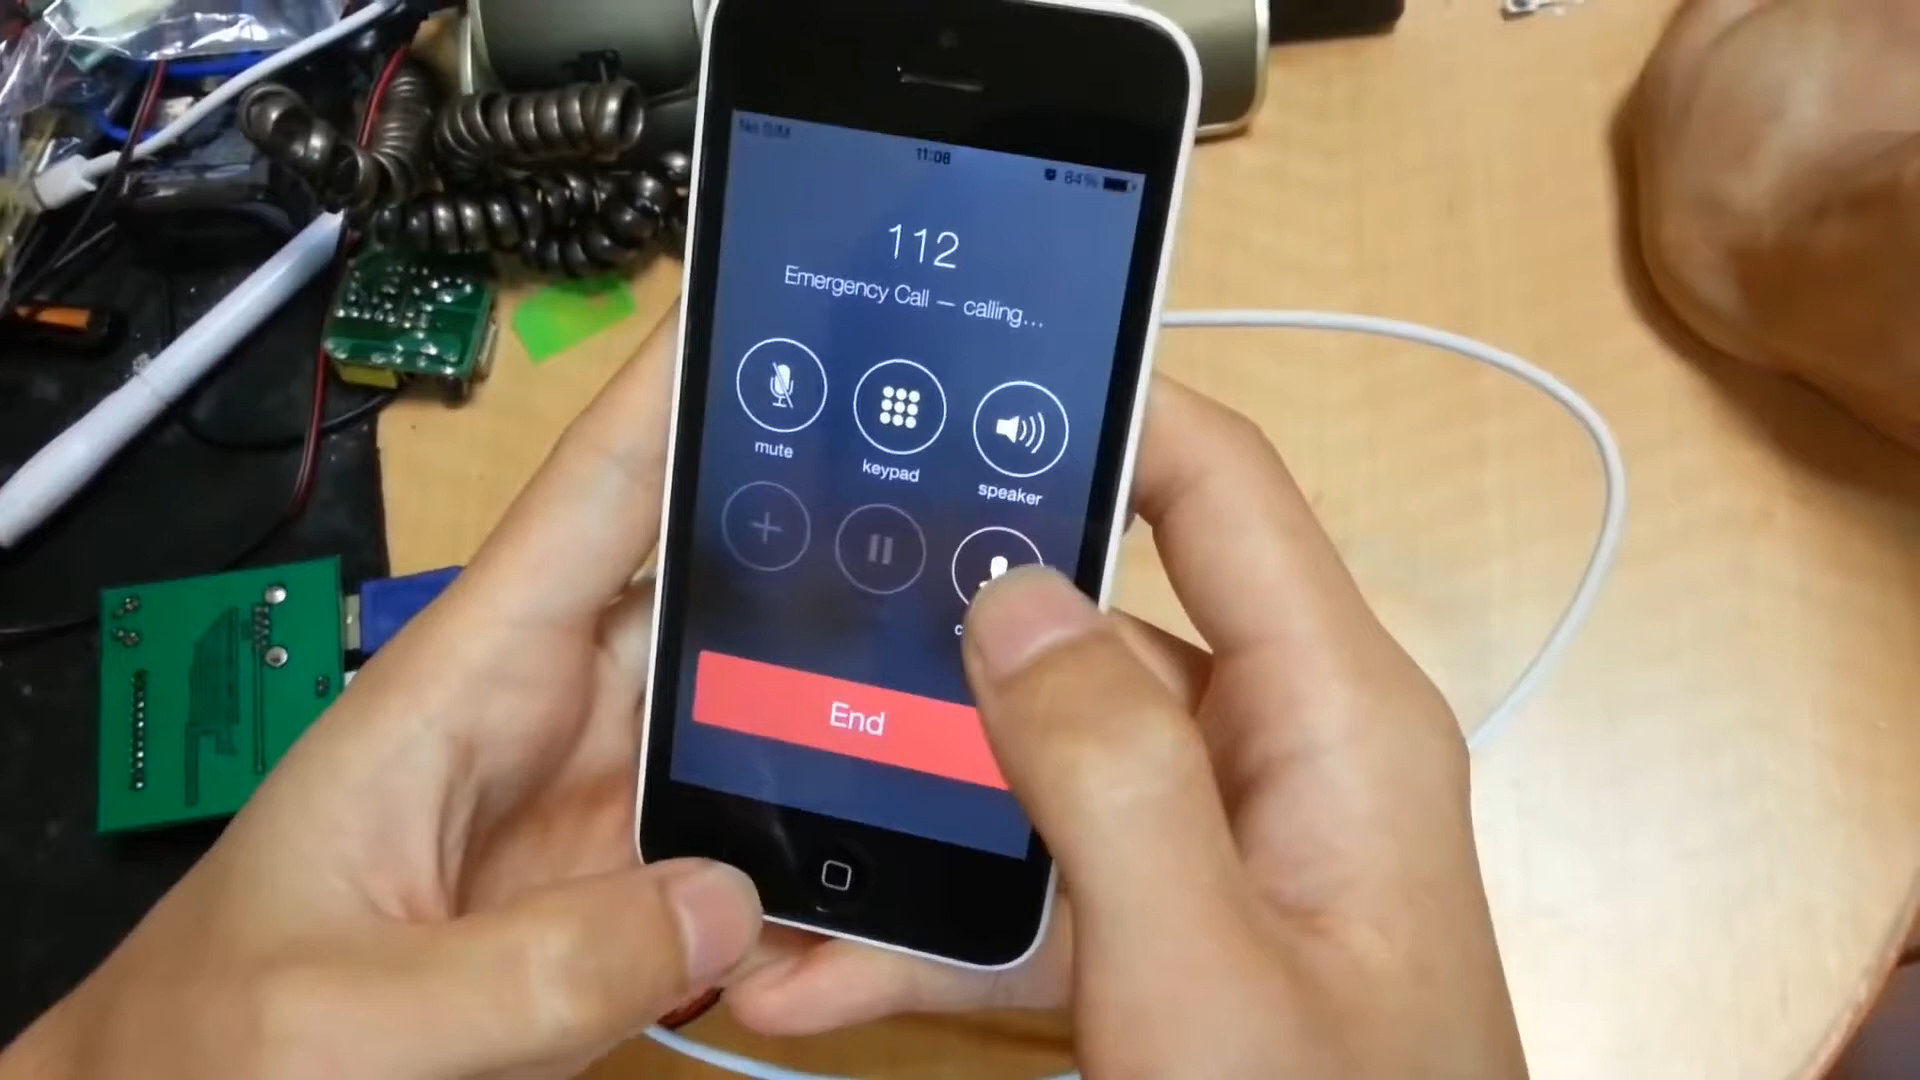 No SIM
11:08
84%
112
Emergency Call — calling...
mute
keypad
speaker
End